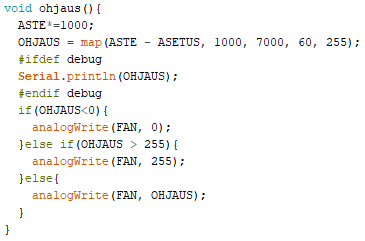 void ohjaus(){
  ASTE*=1000;
  OHJAUS = map(ASTE - ASETUS, 1000, 7000, 60, 255);
  #ifdef debug
  Serial.println(OHJAUS);
  #endif debug
  if(OHJAUS<0){
    analogWrite(FAN, 0);
  }else if(OHJAUS > 255){
    analogWrite(FAN, 255);
  }else{
    analogWrite(FAN, OHJAUS);
  }
}